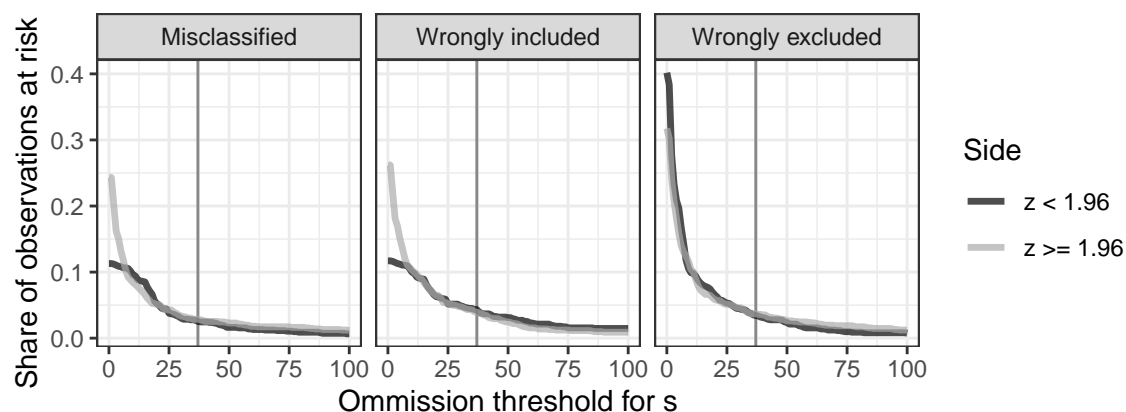 Misclassified
Wrongly included
Wrongly excluded
Share of observations at risk
0.4
0.3
0.2
0.1
0.0
0 25 50 75 100
0 25 50 75 100
0 25 50 75 100
Ommission threshold for s
Side
z < 1.96
z >= 1.96